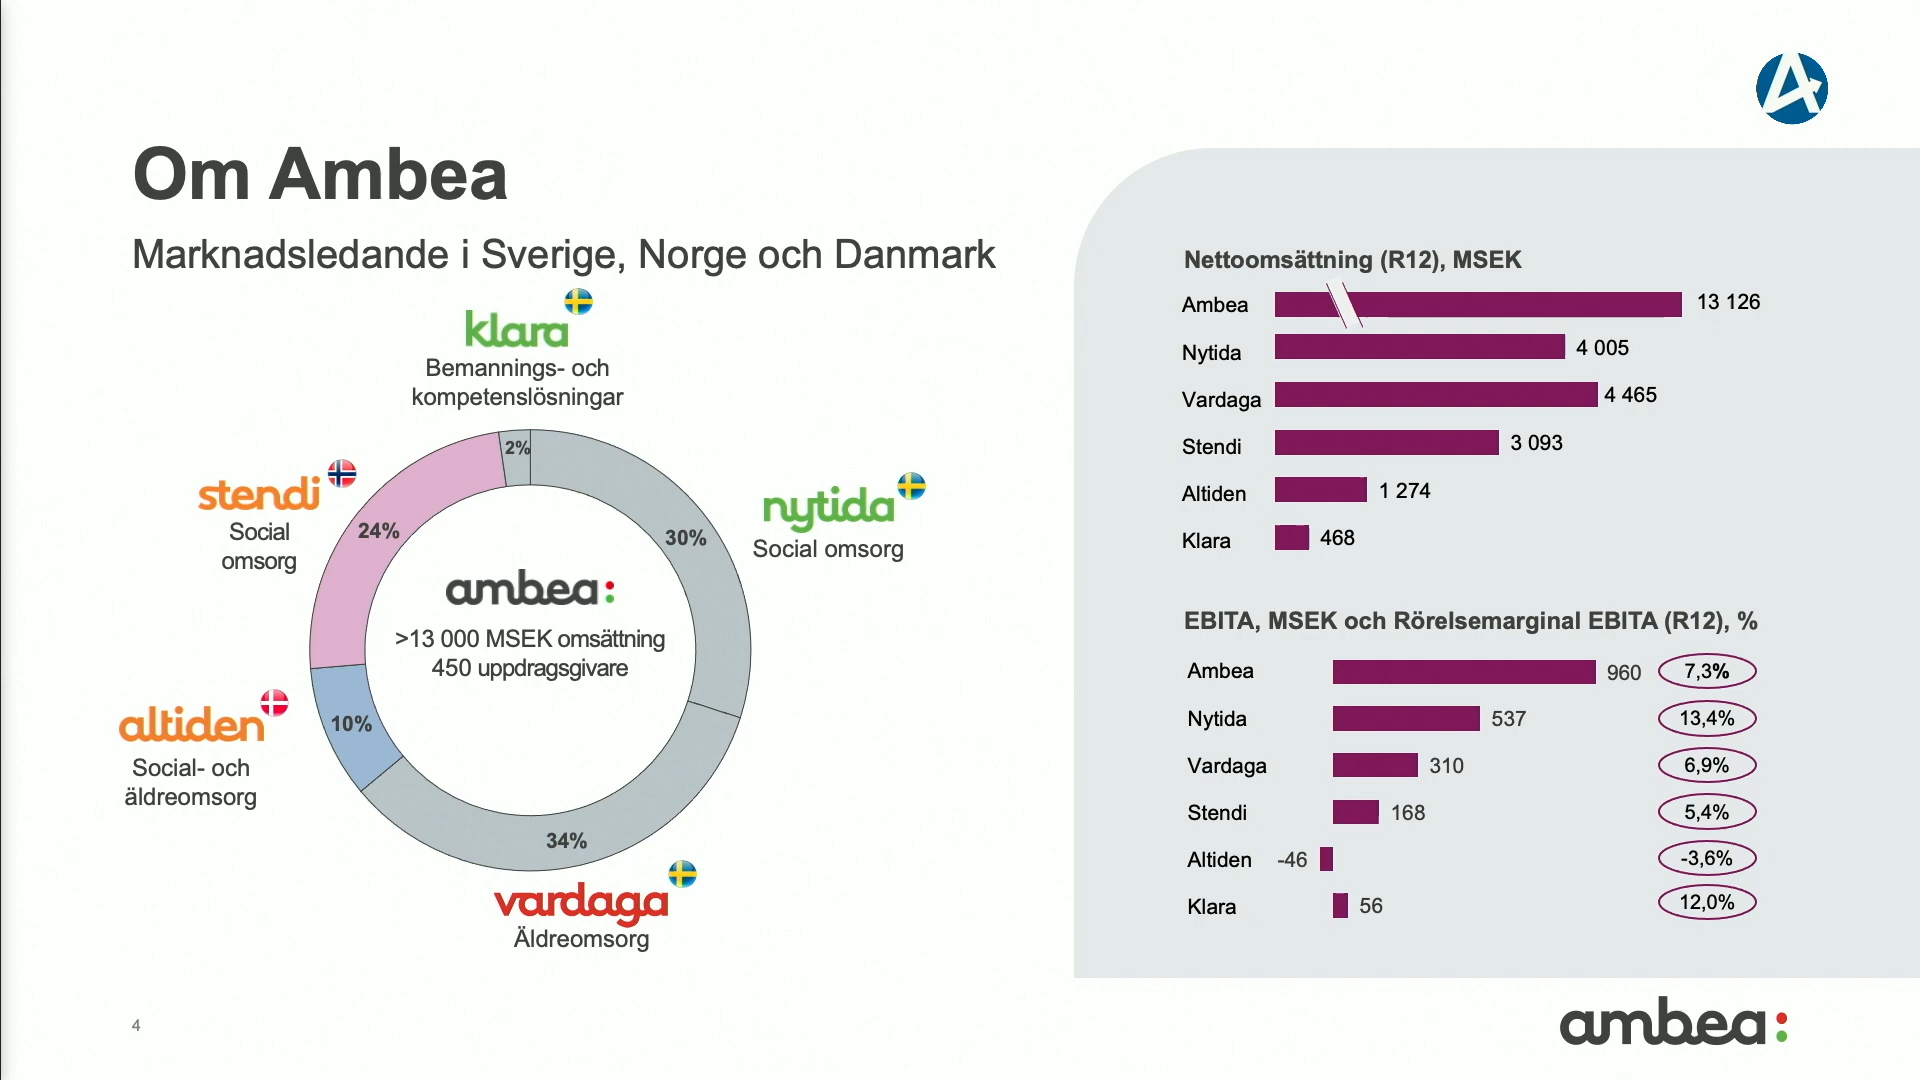 Om Ambea
Marknadsledande i Sverige, Norge och Danmark
klara
Bemannings- och
kompetenslösningar
2%
stendi
Social
omsorg
24%
30%
nytida
Social omsorg
ambea:
>13 000 MSEK omsättning
450 uppdragsgivare
altiden
Social- och
äldreomsorg
10%
34%
vardaga
Äldreomsorg
Nettoomsättning (R12), MSEK
Ambea 13 126
Nytida 4 005
Vardaga 4 465
Stendi 3 093
Altiden 1 274
Klara 468
EBITA, MSEK och Rörelsemarginal EBITA (R12), %
Ambea 960 7,3%
Nytida 537 13,4%
Vardaga 310 6,9%
Stendi 168 5,4%
Altiden -46 -3,6%
Klara 56 12,0%
4
ambea: